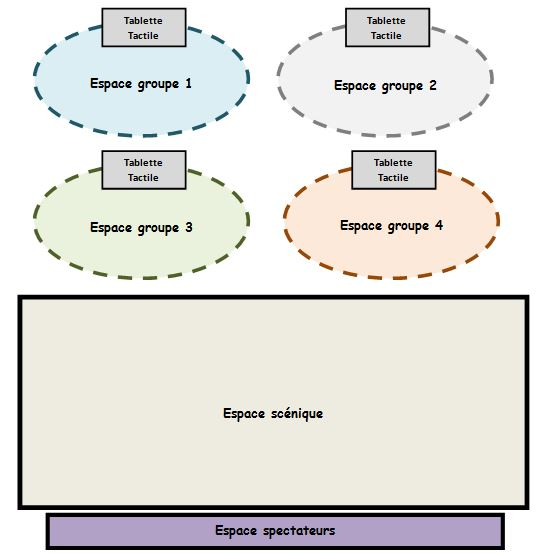 Tablette
Tactile
Espace groupe 1
Tablette
Tactile
Espace groupe 2
Tablette
Tactile
Espace groupe 3
Tablette
Tactile
Espace groupe 4
Espace scénique
Espace spectateurs